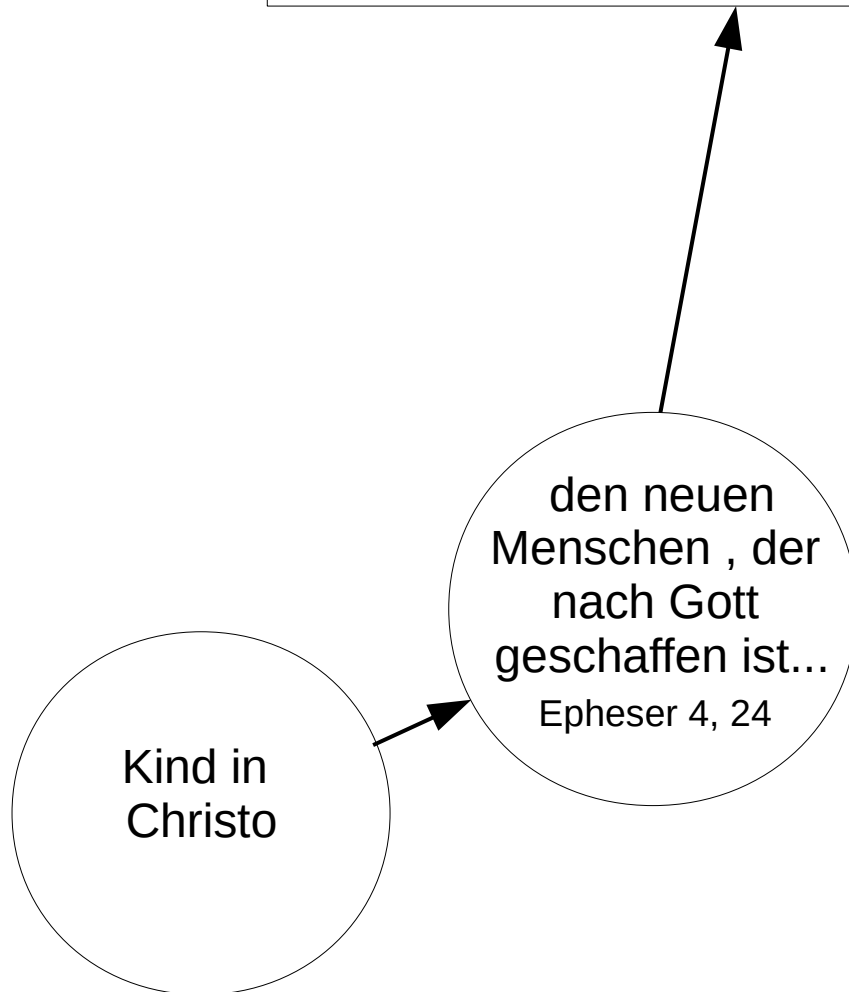 den neuen
Menschen , der
nach Gott
geschaffen ist...
Epheser 4, 24
Kind in
Christo